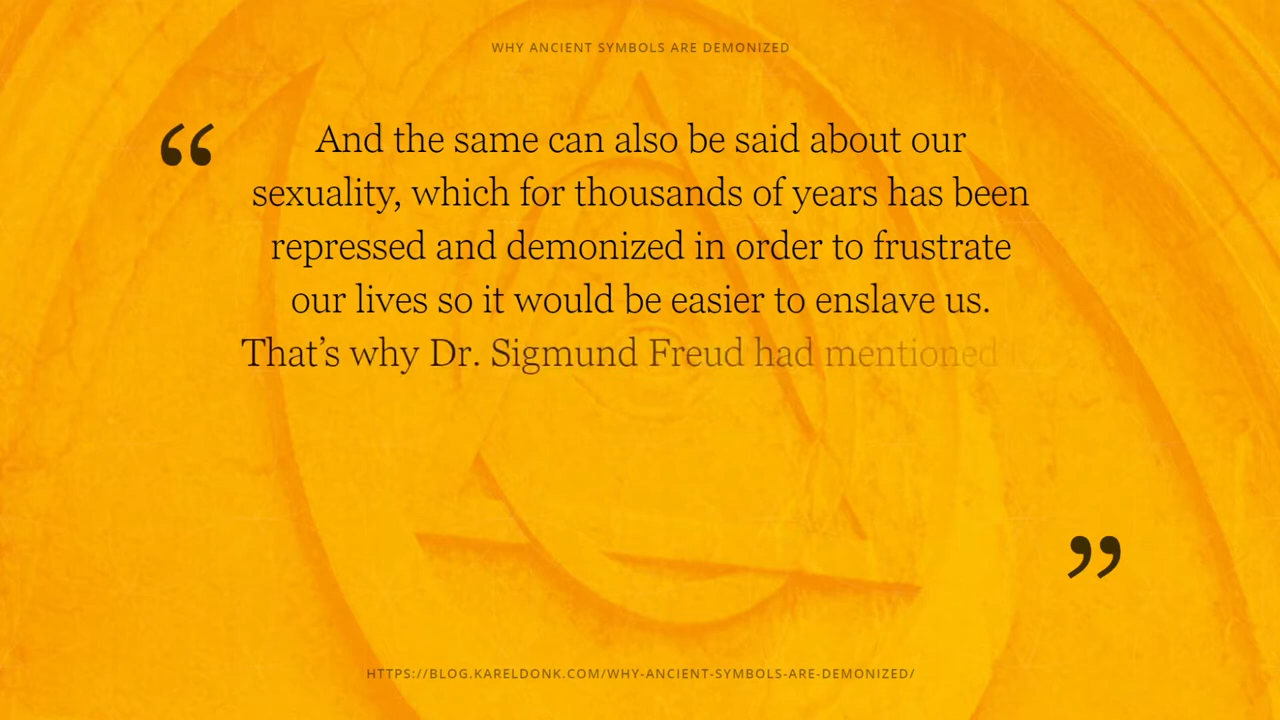 WHY ANCIENT SYMBOLS ARE DEMONIZED
“ And the same can also be said about our
sexuality, which for thousands of years has been
repressed and demonized in order to frustrate
our lives so it would be easier to enslave us.
That’s why Dr. Sigmund Freud had mentioned
”
HTTPS://BLOG.KARELDONK.COM/WHY-ANCIENT-SYMBOLS-ARE-DEMONIZED/